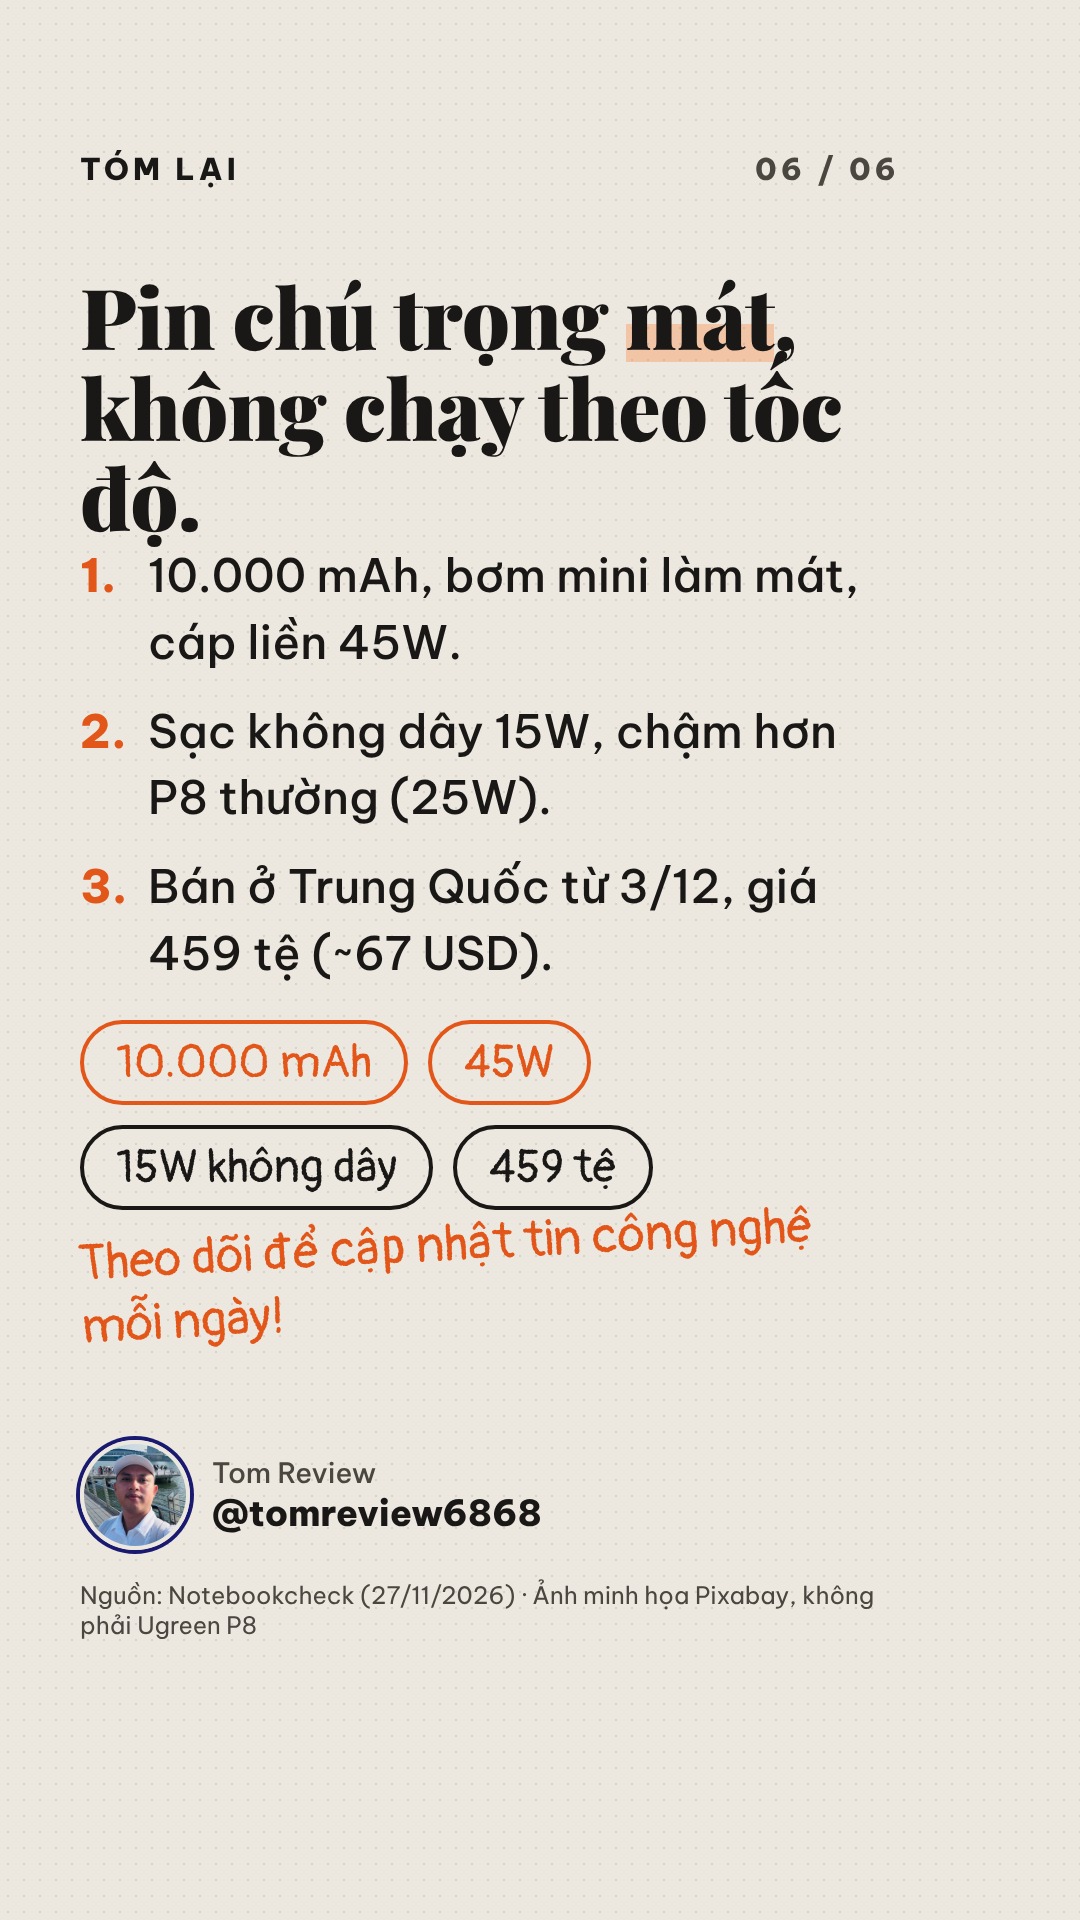 TÓM LẠI
06 / 06
Pin chú trọng mát,
không chạy theo tốc
độ.
1. 10.000 mAh, bơm mini làm mát,
cáp liền 45W.
2. Sạc không dây 15W, chậm hơn
P8 thường (25W).
3. Bán ở Trung Quốc từ 3/12, giá
459 tệ (~67 USD).
10.000 mAh 45W
15W không dây 459 tệ
Theo dõi để cập nhật tin công nghệ
mỗi ngày!
Tom Review
@tomreview6868
Nguồn: Notebookcheck (27/11/2026) · Ảnh minh họa Pixabay, không
phải Ugreen P8